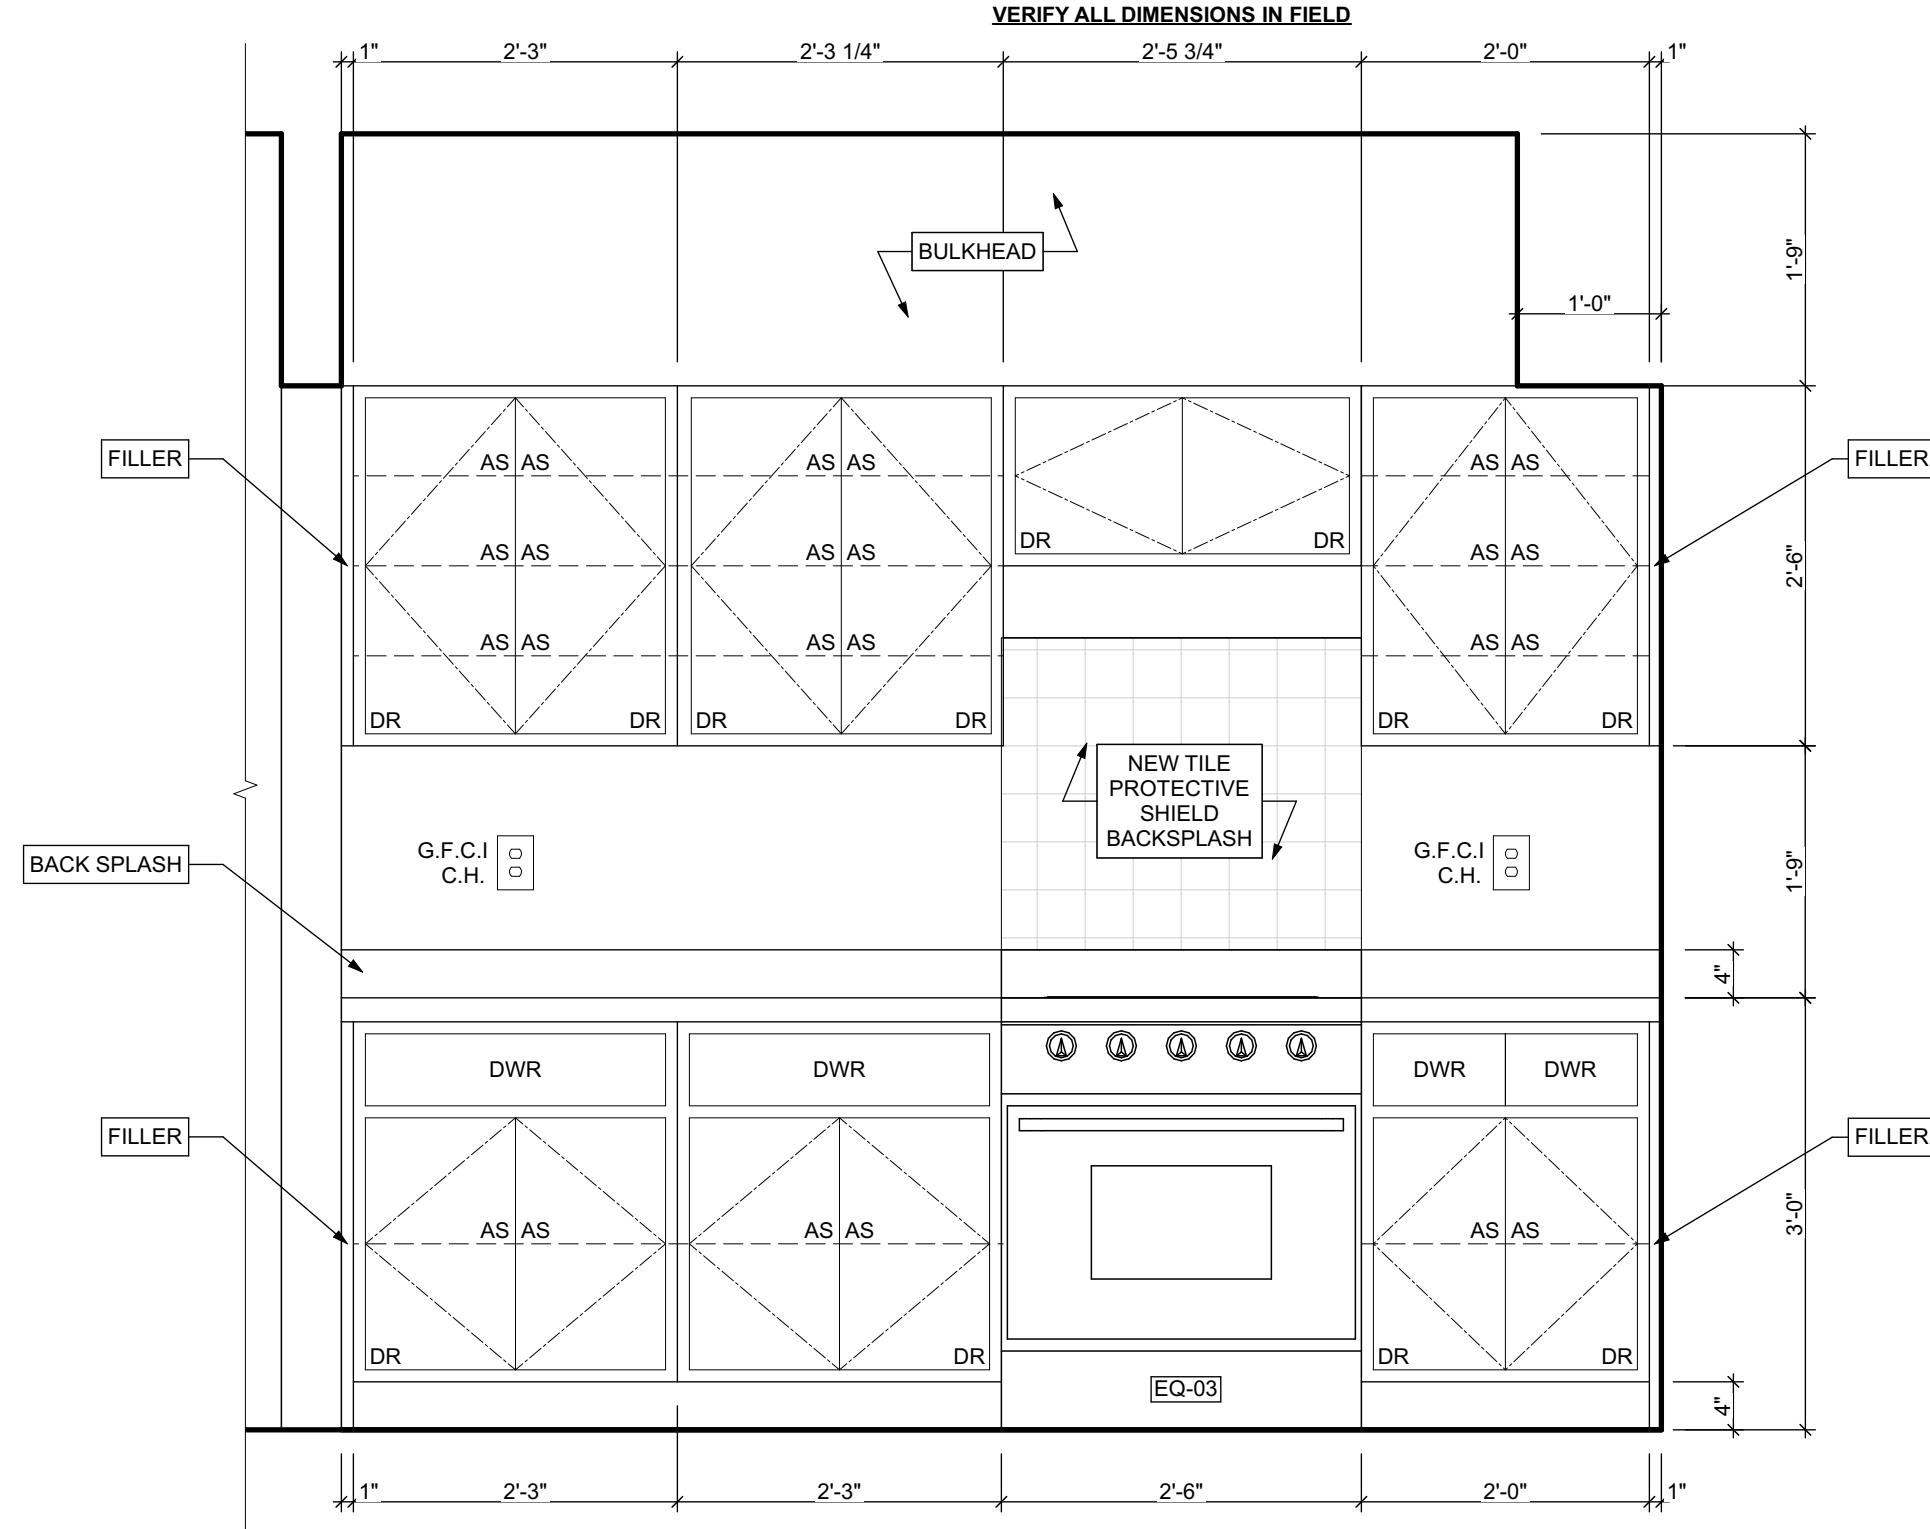 VERIFY ALL DIMENSIONS IN FIELD
1" 2'-3" 2'-3 1/4" 2'-5 3/4" 2'-0" 1"
BULKHEAD
1'-9"
1'-0"
FILLER
FILLER
AS AS AS AS AS AS
DR DR
AS AS AS AS AS AS
2'-6"
AS AS AS AS AS AS
DR DR DR DR DR DR
NEW TILE
PROTECTIVE
SHIELD
BACKSPLASH
BACK SPLASH
G.F.C.I
C.H.
G.F.C.I
C.H.
1'-9"
4"
DWR DWR DWR DWR
FILLER
FILLER
AS AS AS AS AS AS
3'-0"
DR DR DR DR
EQ-03
4"
1" 2'-3" 2'-3" 2'-6" 2'-0" 1"